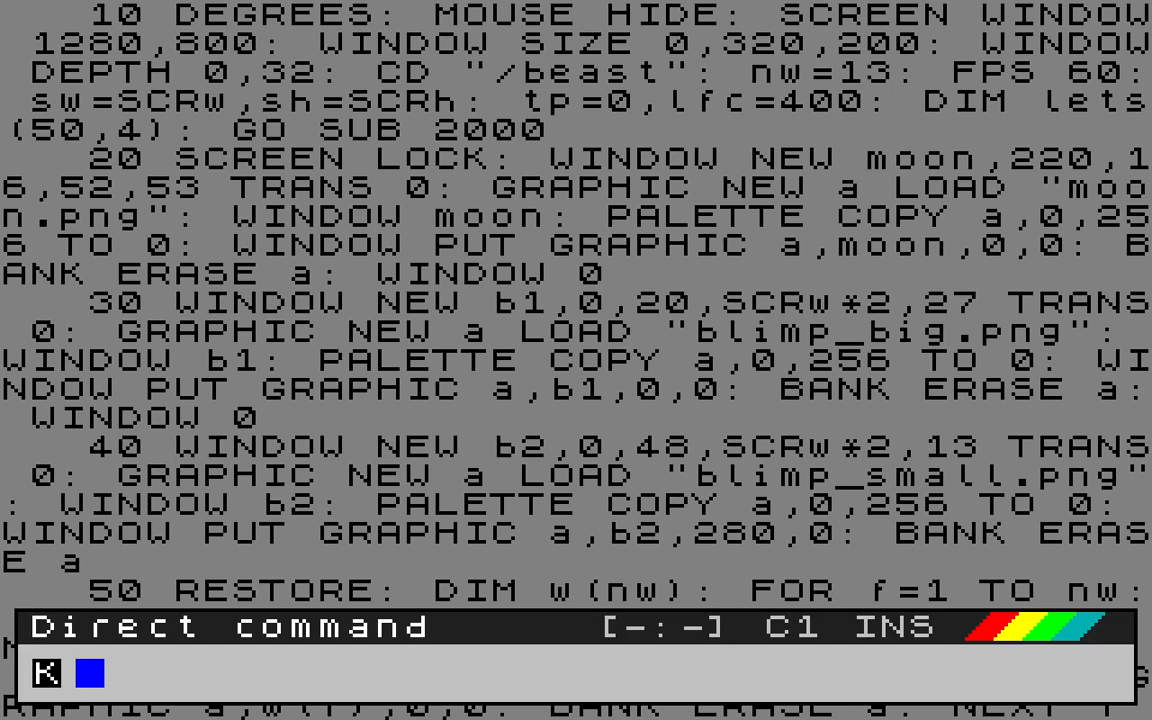 10 DEGREES: MOUSE HIDE: SCREEN WINDOW
1280,800: WINDOW SIZE 0,320,200: WINDOW
DEPTH 0,32: CD "/beast": nw=13: FPS 60:
sw=SCRw,sh=SCRh: tp=0,lfc=400: DIM lets
(50,4): GO SUB 2000
20 SCREEN LOCK: WINDOW NEW moon,220,1
6,52,53 TRANS 0: GRAPHIC NEW a LOAD "moo
n.png": WINDOW moon: PALETTE COPY a,0,25
6 TO 0: WINDOW PUT GRAPHIC a,moon,0,0: B
ANK ERASE a: WINDOW 0
30 WINDOW NEW b1,0,20,SCRw*2,27 TRANS
0: GRAPHIC NEW a LOAD "blimp_big.png":
WINDOW b1: PALETTE COPY a,0,256 TO 0: WI
NDOW PUT GRAPHIC a,b1,0,0: BANK ERASE a:
WINDOW 0
40 WINDOW NEW b2,0,48,SCRw*2,13 TRANS
0: GRAPHIC NEW a LOAD "blimp_small.png"
: WINDOW b2: PALETTE COPY a,0,256 TO 0:
WINDOW PUT GRAPHIC a,b2,280,0: BANK ERAS
E a
50 RESTORE: DIM w(nw): FOR f=1 TO nw:
Direct command [-:-] C1 INS
K
RAPHIC a,w(f),0,0: BANK ERASE a: NEXT f